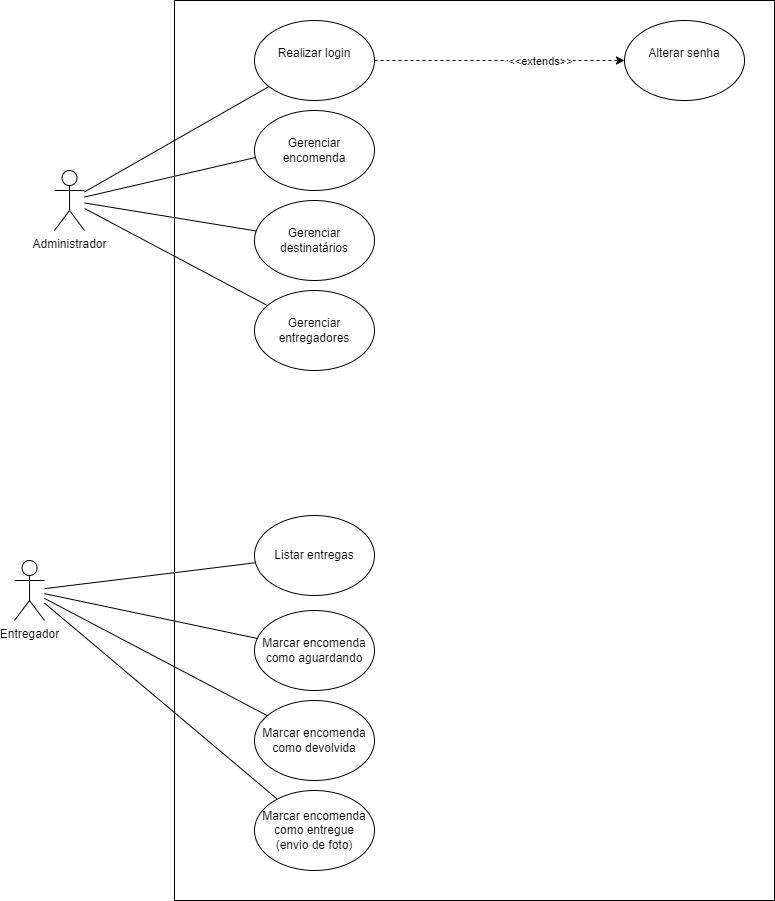 Realizar login
<<extends>>
Alterar senha
Gerenciar
encomenda
Administrador
Gerenciar
destinatários
Gerenciar
entregadores
Listar entregas
Entregador
Marcar encomenda
como aguardando
Marcar encomenda
como devolvida
Marcar encomenda
como entregue
(envio de foto)